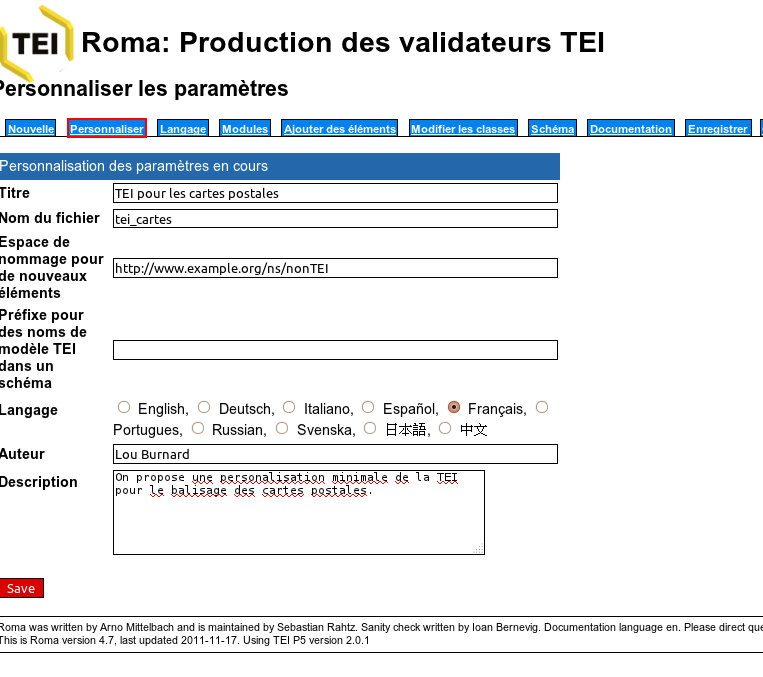 TEI
Roma: Production des validateurs TEI
Personnaliser les paramètres
Nouvelle Personnaliser Langage Modules Ajouter des éléments Modifier les classes Schéma Documentation Enregistrer
Personnalisation des paramètres en cours
Titre TEI pour les cartes postales
Nom du fichier tei_cartes
Espace de
nommage pour
de nouveaux
éléments
http://www.example.org/ns/nonTEI
Préfixe pour
des noms de
modèle TEI
dans un
schéma
Langage English, Deutsch, Italiano, Español, Français,
Portugues, Russian, Svenska, 日本語, 中文
Auteur Lou Burnard
Description On propose une personalisation minimale de la TEI
pour le balisage des cartes postales.
Save
Roma was written by Arno Mittelbach and is maintained by Sebastian Rahtz. Sanity check written by Ioan Bernevig. Documentation language en. Please direct que
This is Roma version 4.7, last updated 2011-11-17. Using TEI P5 version 2.0.1